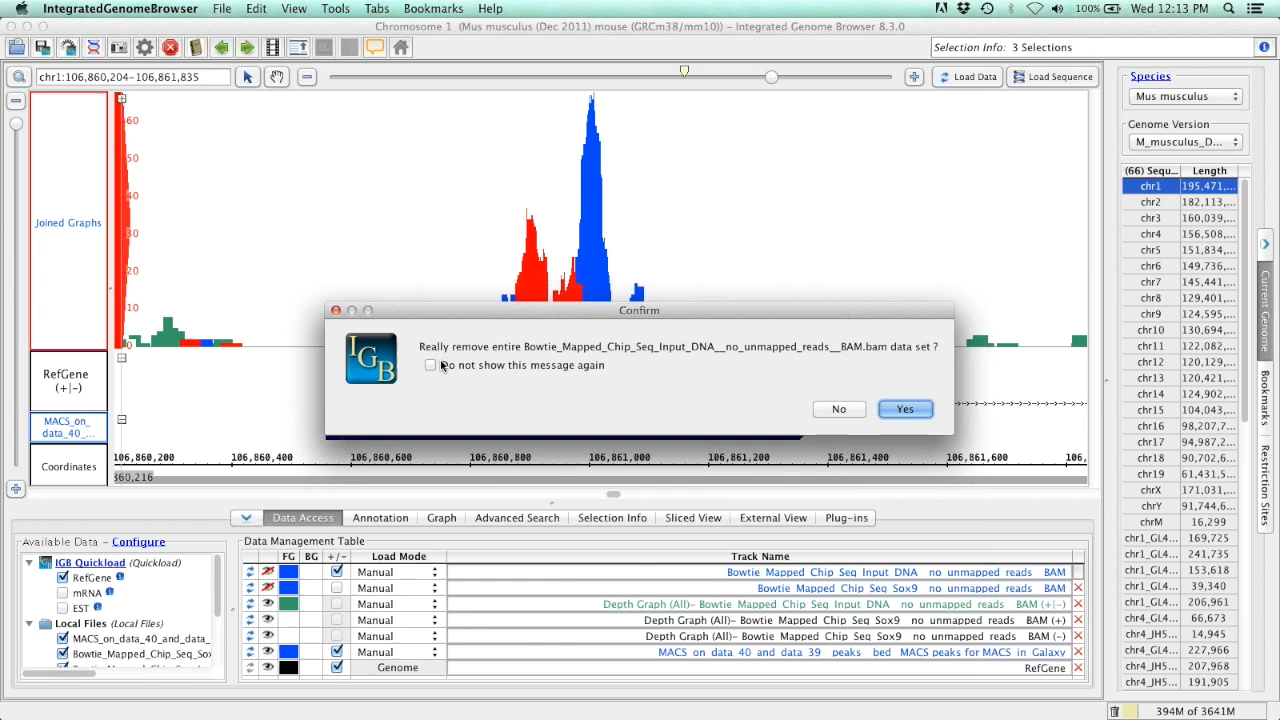 IntegratedGenomeBrowser File Edit View Tools Tabs Bookmarks Help 100% Wed 12:13 PM
Chromosome 1 (Mus musculus (Dec 2011) mouse (GRCm38/mm10)) - Integrated Genome Browser 8.3.0
Selection Info: 3 Selections
chr1:106,860,204-106,861,835
Load Data
Load Sequence
Species
Mus musculus
Genome Version
M_musculus_D...
(66) Sequ... Length
chr1 195,471,...
chr2 182,113,...
chr3 160,039,...
chr4 156,508,...
chr5 151,834,...
chr6 149,736,...
chr7 145,441,...
chr8 129,401,...
chr9 124,595,...
chr10 130,694,...
chr11 122,082,...
chr12 120,129,...
chr13 120,421,...
chr14 124,902,...
chr15 104,043,...
chr16 98,207,7...
chr17 94,987,2...
chr18 90,702,6...
chr19 61,431,5...
chrX 171,031,...
chrY 91,744,6...
chrM 16,299
chr1_GL4... 169,725
chr1_GL4... 241,735
chr1_GL4... 153,618
chr1_GL4... 39,340
chr1_GL4... 206,961
chr4_GL4... 66,673
chr4_JH5... 14,945
chr4_GL4... 227,966
chr4_JH5... 207,968
chr4_JH5... 191,905
Current Genome
Bookmarks
Restriction Sites
60
50
40
30
20
10
0
Joined Graphs
RefGene
(+|-)
MACS_on_
data_40_...
Coordinates
Confirm
IGB
Really remove entire Bowtie_Mapped_Chip_Seq_Input_DNA__no_unmapped_reads__BAM.bam data set ?
Do not show this message again
No
Yes
106,860,200 106,860,400 106,860,600 106,860,800 106,861,000 106,861,200 106,861,400 106,861,600 106,
360,216
Data Access Annotation Graph Advanced Search Selection Info Sliced View External View Plug-ins
Available Data - Configure
IGB Quickload (Quickload)
RefGene
mRNA
EST
Local Files (Local Files)
MACS_on_data_40_and_data_
Bowtie_Mapped_Chip_Seq_Sox
Data Management Table
FG BG +/- Load Mode Track Name
Manual Bowtie Mapped Chip Seq Input DNA no unmapped reads BAM
Manual Bowtie Mapped Chip Seq Sox9 no unmapped reads BAM
Manual Depth Graph (All)- Bowtie Mapped Chip Seq Input DNA no unmapped reads BAM (+|-)
Manual Depth Graph (All)- Bowtie Mapped Chip Seq Sox9 no unmapped reads BAM (+)
Manual Depth Graph (All)- Bowtie Mapped Chip Seq Sox9 no unmapped reads BAM (-)
Manual MACS on data 40 and data 39 peaks bed MACS peaks for MACS in Galaxy
Genome RefGene
394M of 3641M